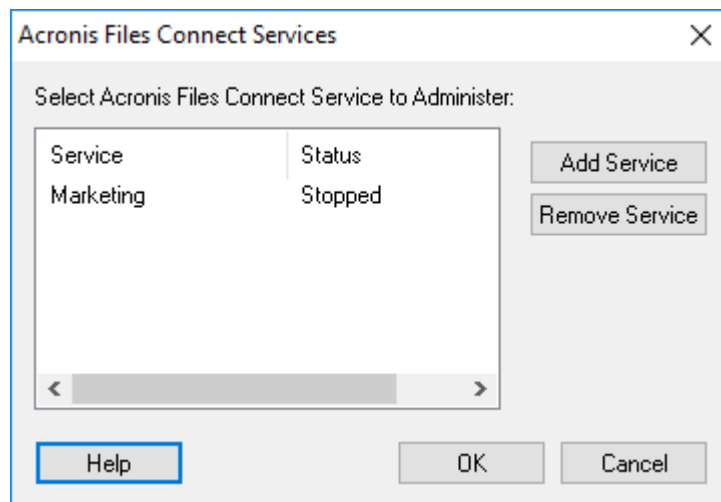 Acronis Files Connect Services
Select Acronis Files Connect Service to Administer:
Service Status
Marketing Stopped
Add Service
Remove Service
Help OK Cancel